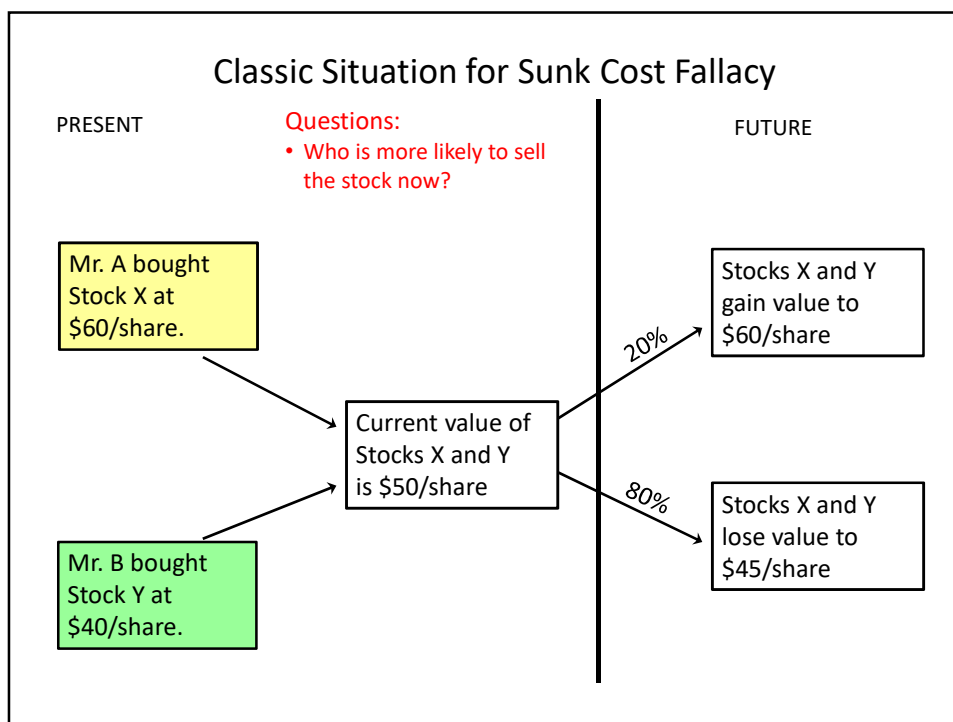 Classic Situation for Sunk Cost Fallacy
PRESENT
Questions:
• Who is more likely to sell
the stock now?
FUTURE
Mr. A bought
Stock X at
$60/share.
Stocks X and Y
gain value to
$60/share
20%
Current value of
Stocks X and Y
is $50/share
80%
Stocks X and Y
lose value to
$45/share
Mr. B bought
Stock Y at
$40/share.